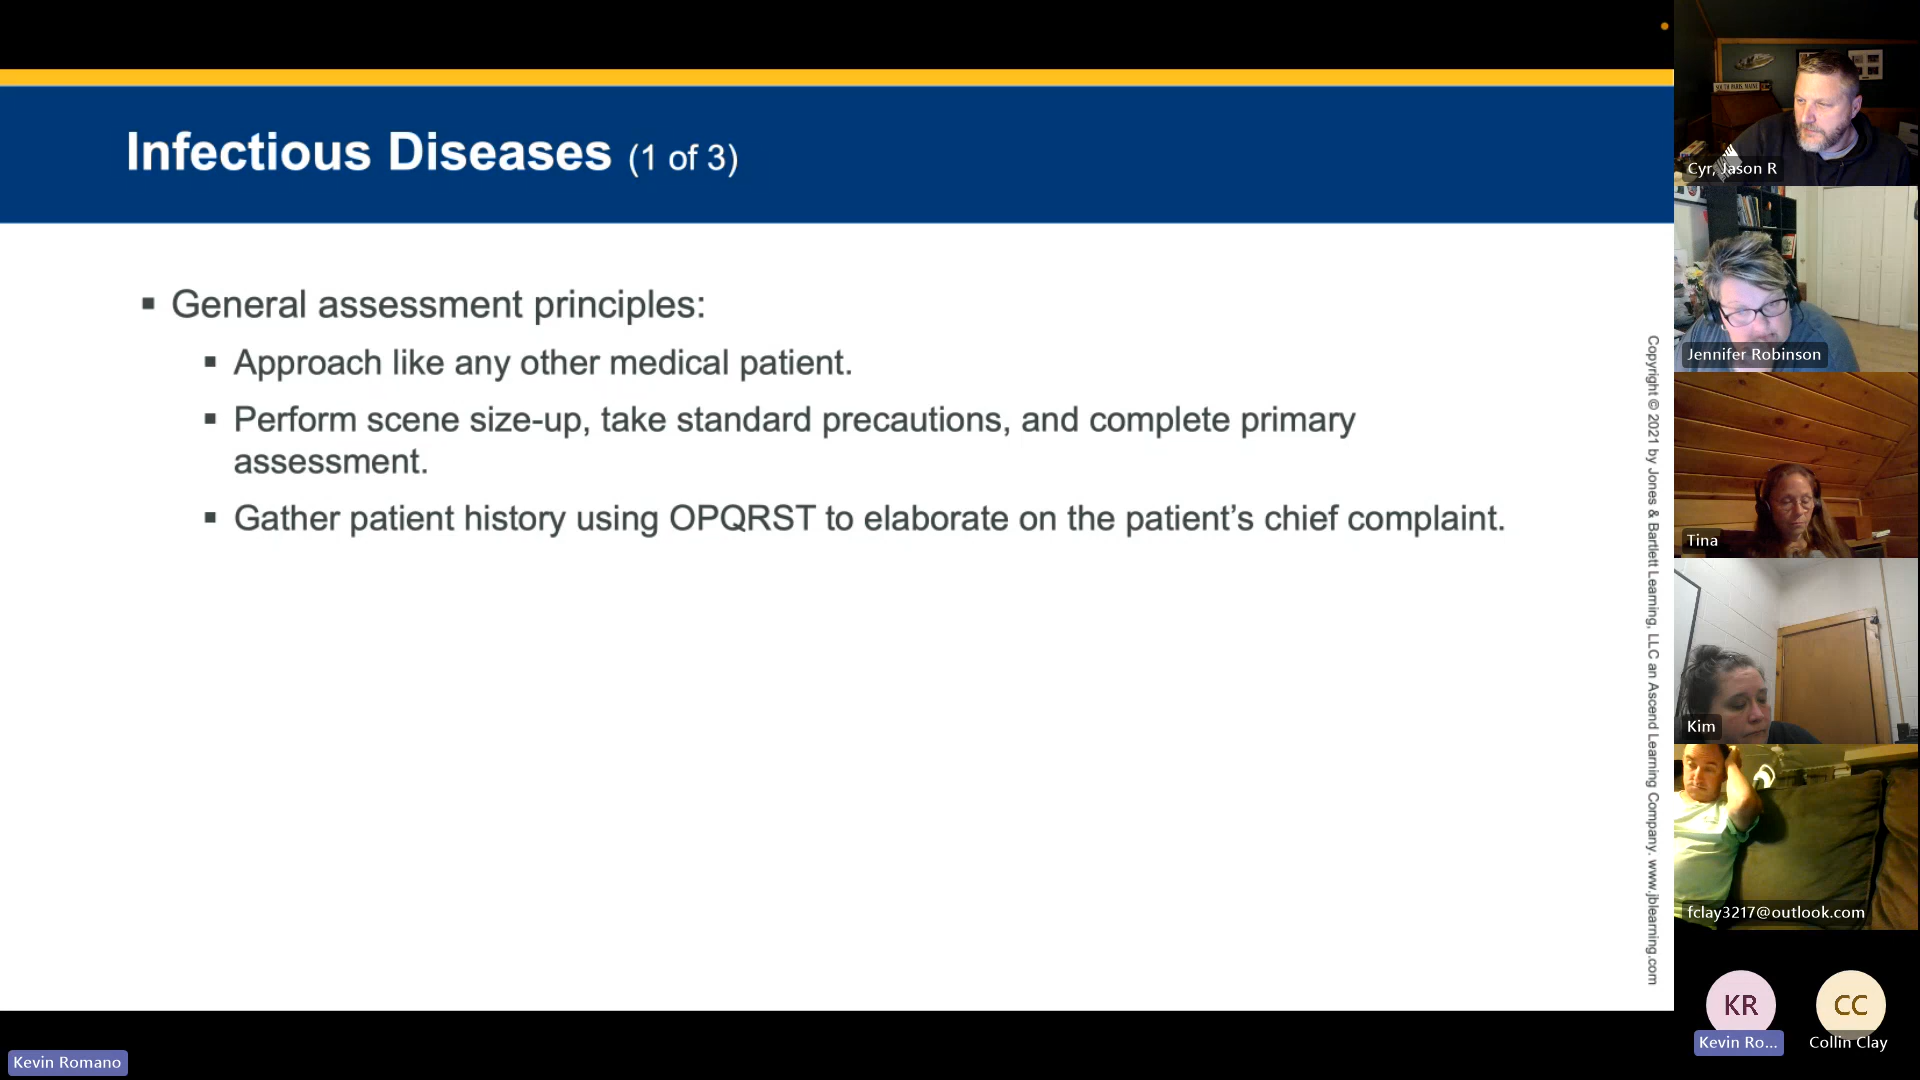 Infectious Diseases (1 of 3)
▪ General assessment principles:
▪ Approach like any other medical patient.
▪ Perform scene size-up, take standard precautions, and complete primary
assessment.
▪ Gather patient history using OPQRST to elaborate on the patient’s chief complaint.
Copyright © 2021 by Jones & Bartlett Learning, LLC an Ascend Learning Company. www.jblearning.com
Kevin Romano
SOUTH PARIS, MAINE
Cyr, Jason R
Jennifer Robinson
Tina
Kim
fclay3217@outlook.com
KR
Kevin Ro...
CC
Collin Clay